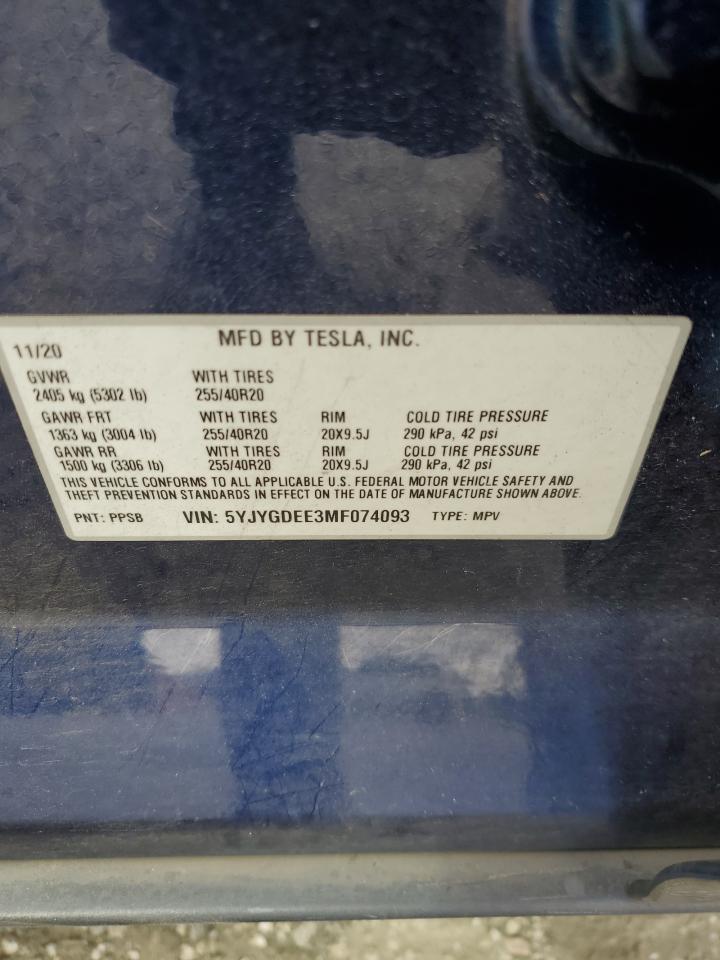 MFD BY TESLA, INC.
11/20
GVWR WITH TIRES
2405 kg (5302 lb) 255/40R20
GAWR FRT WITH TIRES RIM COLD TIRE PRESSURE
1363 kg (3004 lb) 255/40R20 20X9.5J 290 kPa, 42 psi
GAWR RR WITH TIRES RIM COLD TIRE PRESSURE
1500 kg (3306 lb) 255/40R20 20X9.5J 290 kPa, 42 psi
THIS VEHICLE CONFORMS TO ALL APPLICABLE U.S. FEDERAL MOTOR VEHICLE SAFETY AND
THEFT PREVENTION STANDARDS IN EFFECT ON THE DATE OF MANUFACTURE SHOWN ABOVE.
PNT: PPSB VIN: 5YJYGDEE3MF074093 TYPE: MPV